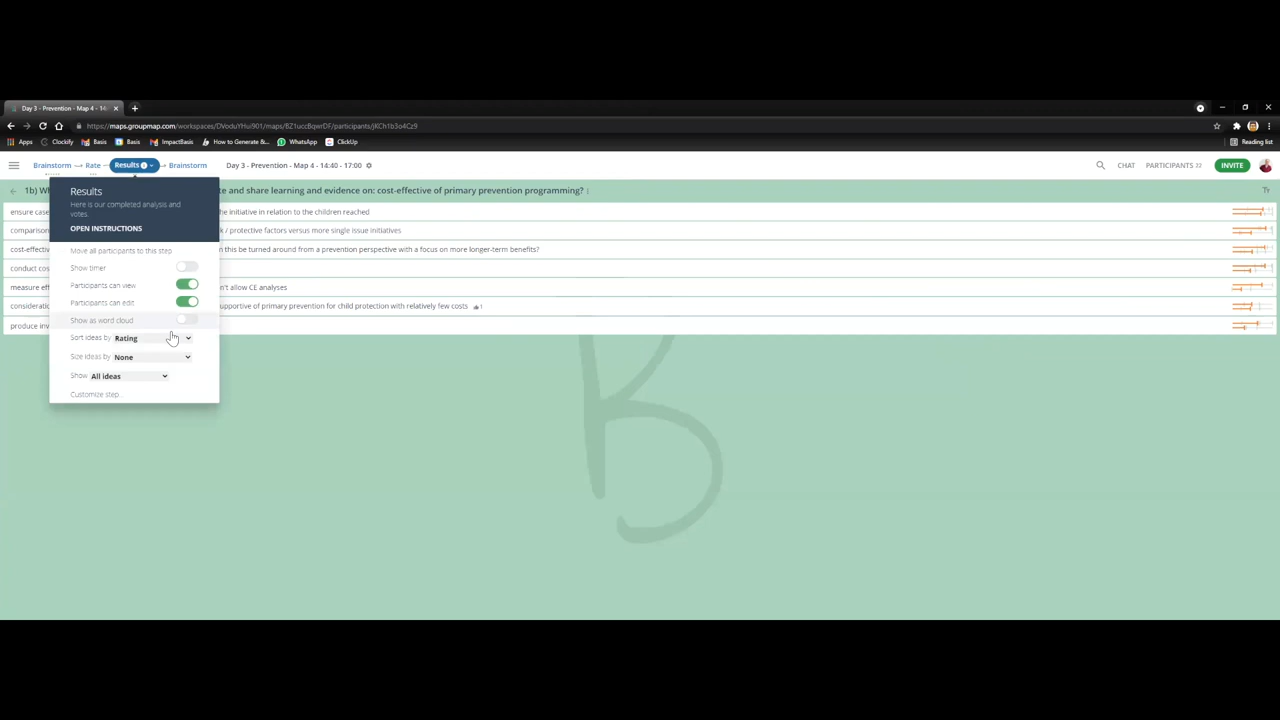 Day 3 - Prevention - Map 4 - 14:
https://maps.groupmap.com/workspaces/DVoduYHui901/maps/BZ1uccBqwrDF/participants/jKCh1b3o4Cz9
Apps Clockify Basis Basis ImpactBasis How to Generate &... WhatsApp ClickUp Reading list
Brainstorm Rate Results Brainstorm Day 3 - Prevention - Map 4 - 14:40 - 17:00 CHAT PARTICIPANTS 22 INVITE
1b) Wh te and share learning and evidence on: cost-effective of primary prevention programming?
Results
Here is our completed analysis and
votes.
OPEN INSTRUCTIONS
ensure case the initiative in relation to the children reached
comparison k / protective factors versus more single issue initiatives
cost-effec this be turned around from a prevention perspective with a focus on more longer-term benefits?
conduct cos
measure eff n't allow CE analyses
consideratio upportive of primary prevention for child protection with relatively few costs 1
produce inv
Move all participants to this step
Show timer
Participants can view
Participants can edit
Show as word cloud
Sort ideas by Rating
Size ideas by None
Show All ideas
Customize step...
B